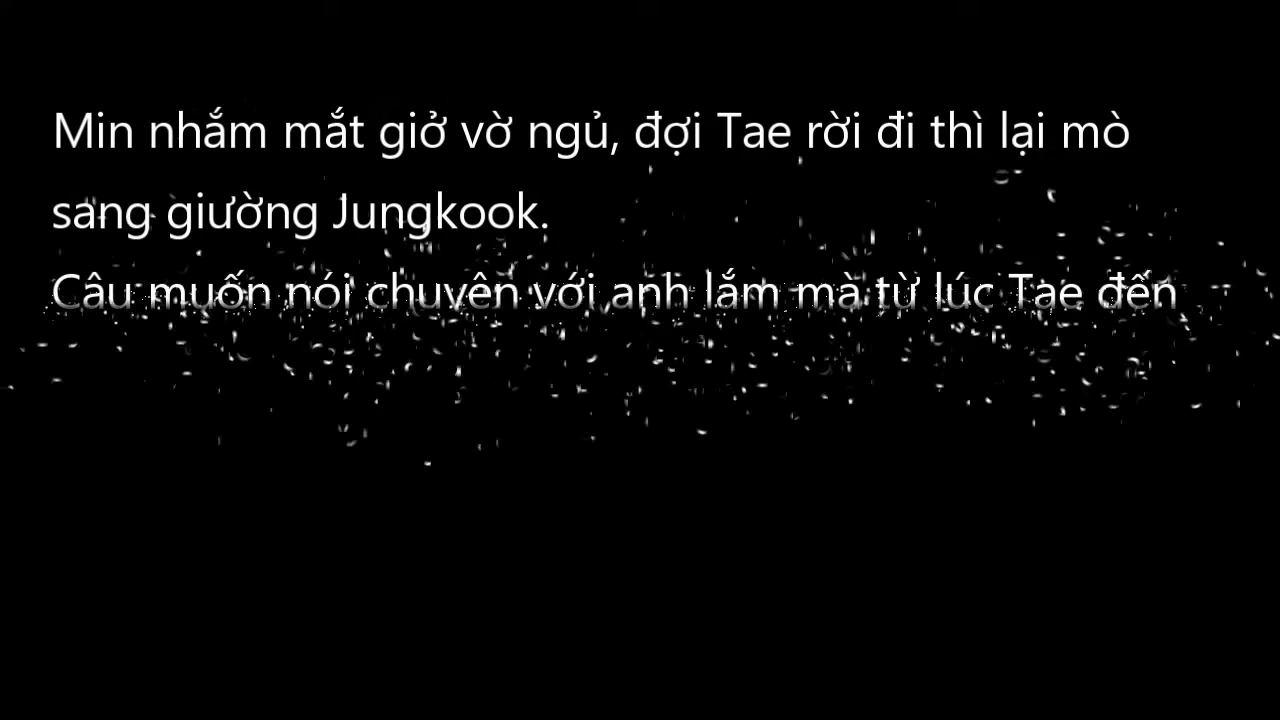 Min nhắm mắt giở vờ ngủ, đợi Tae rời đi thì lại mò
sang giường Jungkook.
Cậu muốn nói chuyện với anh lắm mà từ lúc Tae đến